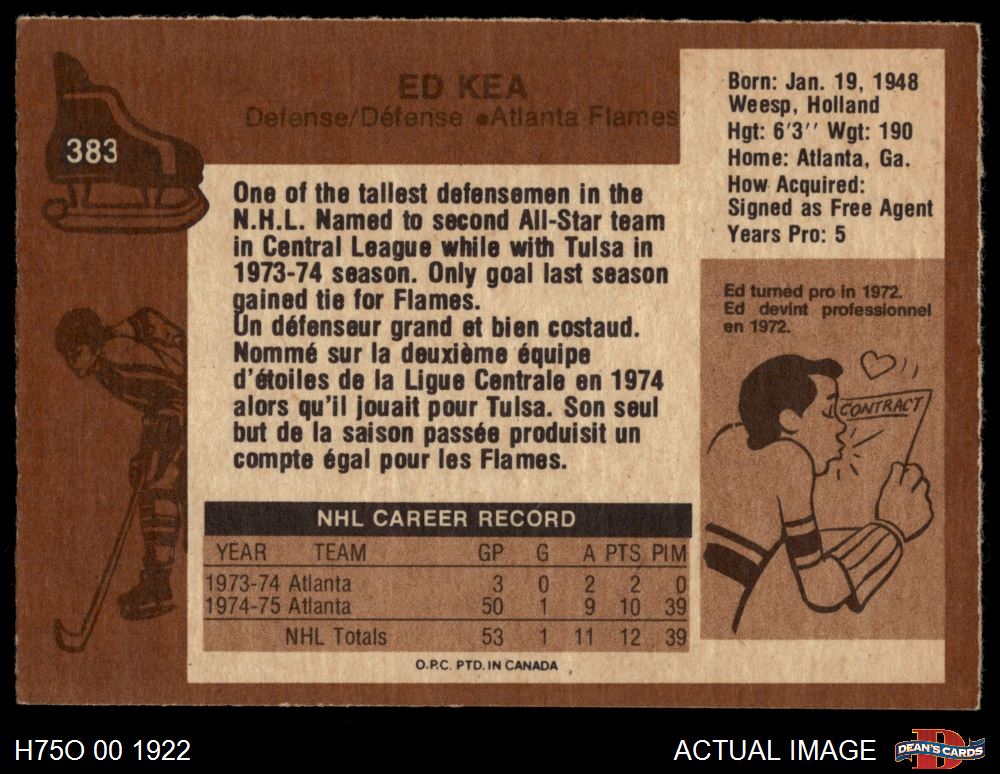 383
ED KEA
Defense/Défense •Atlanta Flames
One of the tallest defensemen in the
N.H.L. Named to second All-Star team
in Central League while with Tulsa in
1973-74 season. Only goal last season
gained tie for Flames.
Un défenseur grand et bien costaud.
Nommé sur la deuxième équipe
d'étoiles de la Ligue Centrale en 1974
alors qu'il jouait pour Tulsa. Son seul
but de la saison passée produisit un
compte égal pour les Flames.
Born: Jan. 19, 1948
Weesp, Holland
Hgt: 6'3'' Wgt: 190
Home: Atlanta, Ga.
How Acquired:
Signed as Free Agent
Years Pro: 5
Ed turned pro in 1972.
Ed devint professionnel
en 1972.
CONTRACT
NHL CAREER RECORD
YEAR TEAM GP G A PTS PIM
1973-74 Atlanta 3 0 2 2 0
1974-75 Atlanta 50 1 9 10 39
NHL Totals 53 1 11 12 39
O.P.C. PTD. IN CANADA
H75O 00 1922
ACTUAL IMAGE
D
DEAN'S CARDS